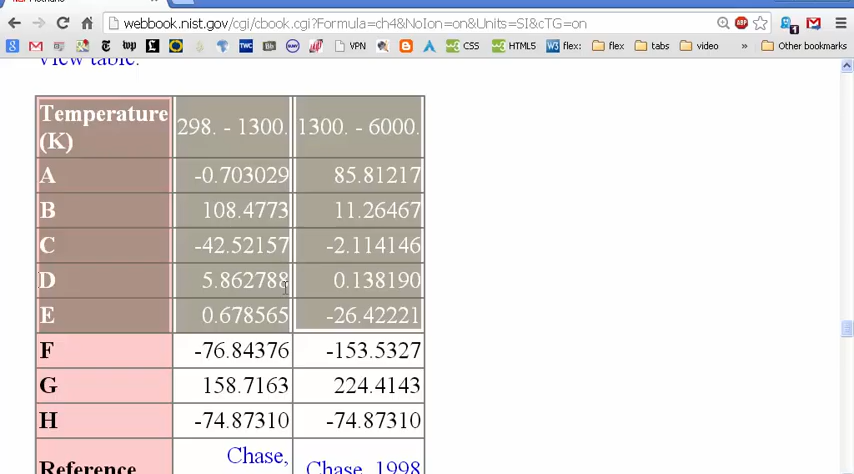 webbook.nist.gov/cgi/cbook.cgi?Formula=ch4&NoIon=on&Units=SI&cTG=on
VPN CSS HTML5 flex: flex tabs video » Other bookmarks
View table.
Temperature (K) 298. - 1300. 1300. - 6000.
A -0.703029 85.81217
B 108.4773 11.26467
C -42.52157 -2.114146
D 5.862788 0.138190
E 0.678565 -26.42221
F -76.84376 -153.5327
G 158.7163 224.4143
H -74.87310 -74.87310
Reference Chase, Chase, 1998